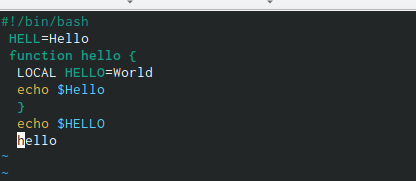 #!/bin/bash
HELL=Hello
function hello {
LOCAL HELLO=World
echo $Hello
}
echo $HELLO
hello
~
~